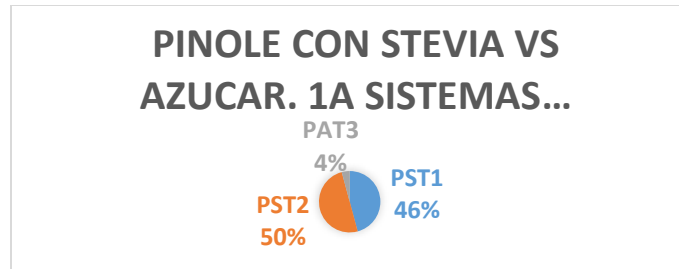 PINOLE CON STEVIA VS
AZUCAR. 1A SISTEMAS...
PAT3
4%
PST1
46%
PST2
50%